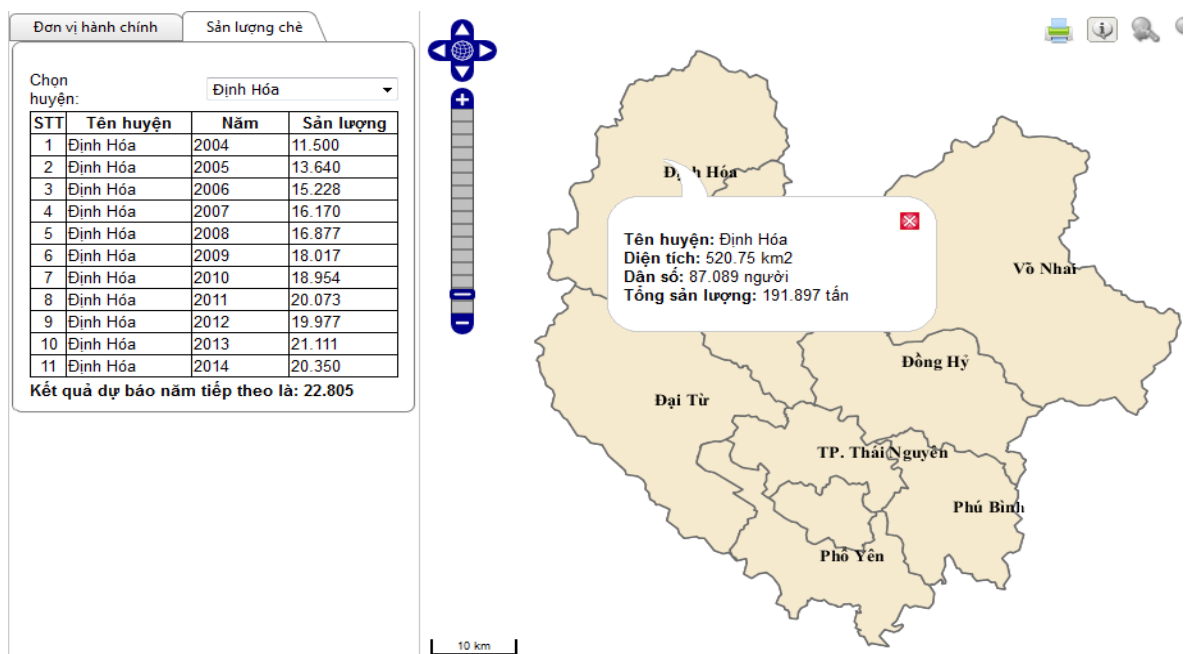 Đơn vị hành chính
Sản lượng chè
Chọn
huyện:
Định Hóa
STT Tên huyện Năm Sản lượng
1 Định Hóa 2004 11.500
2 Định Hóa 2005 13.640
3 Định Hóa 2006 15.228
4 Định Hóa 2007 16.170
5 Định Hóa 2008 16.877
6 Định Hóa 2009 18.017
7 Định Hóa 2010 18.954
8 Định Hóa 2011 20.073
9 Định Hóa 2012 19.977
10 Định Hóa 2013 21.111
11 Định Hóa 2014 20.350
Kết quả dự báo năm tiếp theo là: 22.805
Hóa
Tên huyện: Định Hóa
Diện tích: 520.75 km2
Dân số: 87.089 người
Tổng sản lượng: 191.897 tấn
Võ Nhai
Đồng Hỷ
Đại Từ
TP. Thái Nguyên
Phú Bình
Phổ Yên
10 km